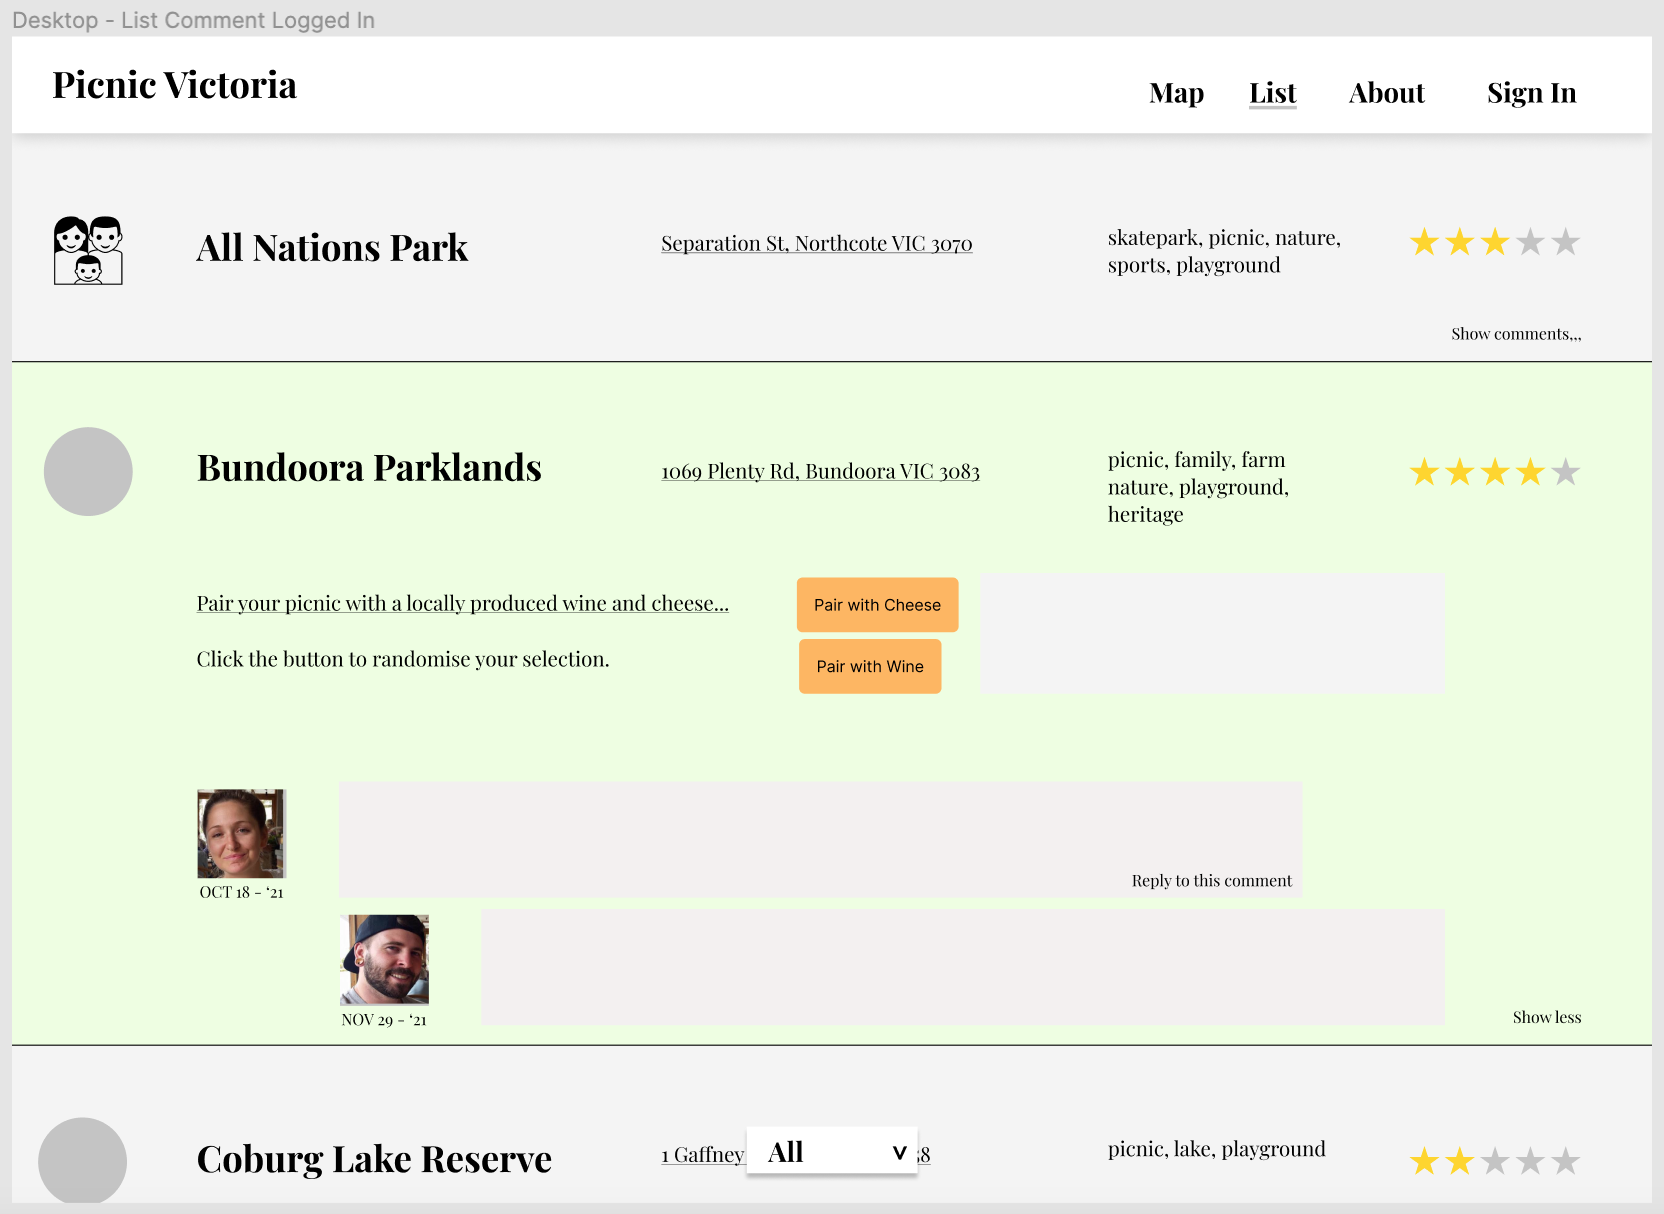 Desktop - List Comment Logged In
Picnic Victoria
Map List About Sign In
All Nations Park
Separation St, Northcote VIC 3070
skatepark, picnic, nature,
sports, playground
Show comments,,,
Bundoora Parklands
1069 Plenty Rd, Bundoora VIC 3083
picnic, family, farm
nature, playground,
heritage
Pair your picnic with a locally produced wine and cheese...
Pair with Cheese
Click the button to randomise your selection.
Pair with Wine
Reply to this comment
OCT 18 - ‘21
NOV 29 - ‘21
Show less
Coburg Lake Reserve
1 Gaffney
All v
picnic, lake, playground